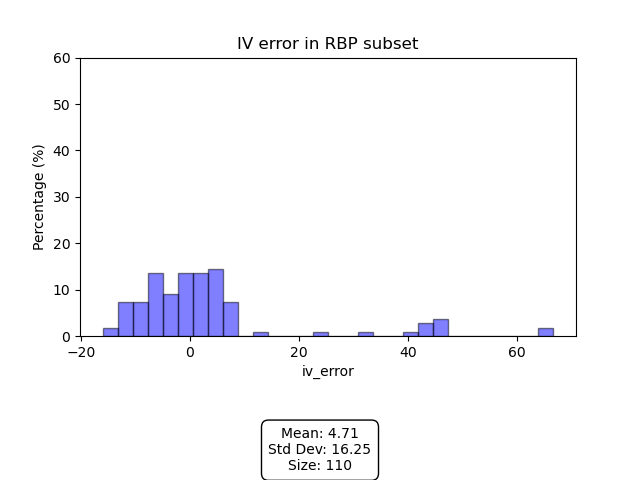 IV error in RBP subset
60
50
40
30
20
10
0
Percentage (%)
−20
0
20
40
60
iv_error
Mean: 4.71
Std Dev: 16.25
Size: 110